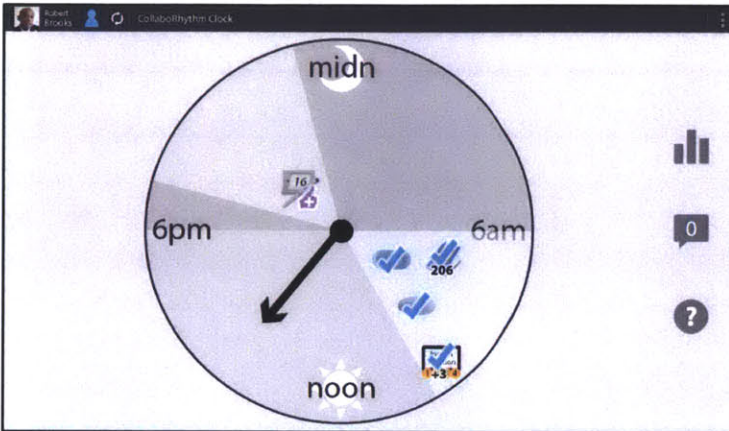 Robert
Brooks
CollaboRhythm Clock
midn
16
6pm
6am
206
0
?
noon
+3